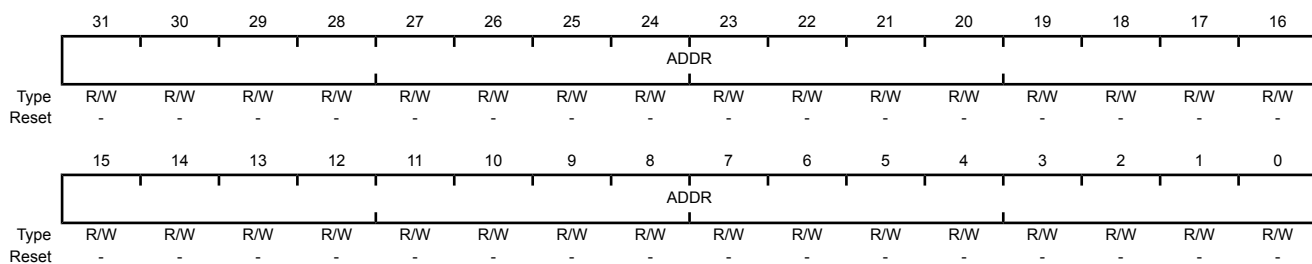 31 30 29 28 27 26 25 24 23 22 21 20 19 18 17 16
ADDR
Type R/W R/W R/W R/W R/W R/W R/W R/W R/W R/W R/W R/W R/W R/W R/W R/W
Reset - - - - - - - - - - - - - - - -
15 14 13 12 11 10 9 8 7 6 5 4 3 2 1 0
ADDR
Type R/W R/W R/W R/W R/W R/W R/W R/W R/W R/W R/W R/W R/W R/W R/W R/W
Reset - - - - - - - - - - - - - - - -